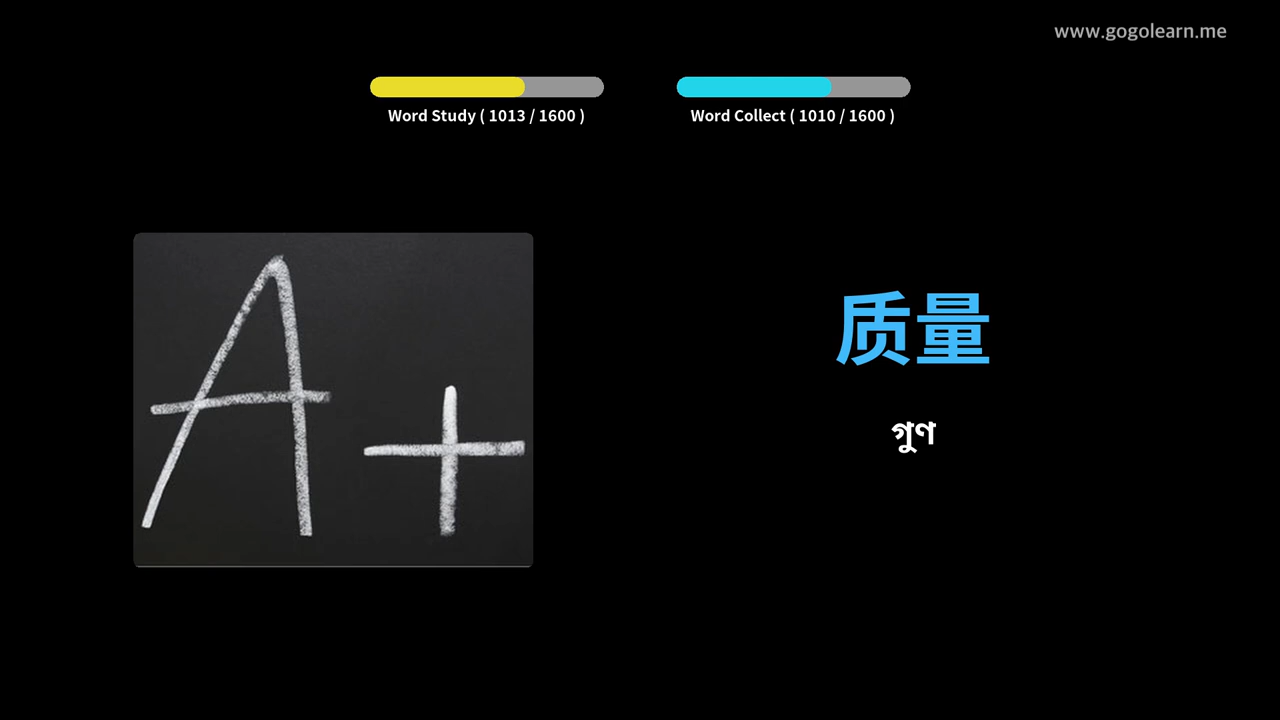 www.gogolearn.me
Word Study ( 1013 / 1600 )
Word Collect ( 1010 / 1600 )
A+
质量
গুণ